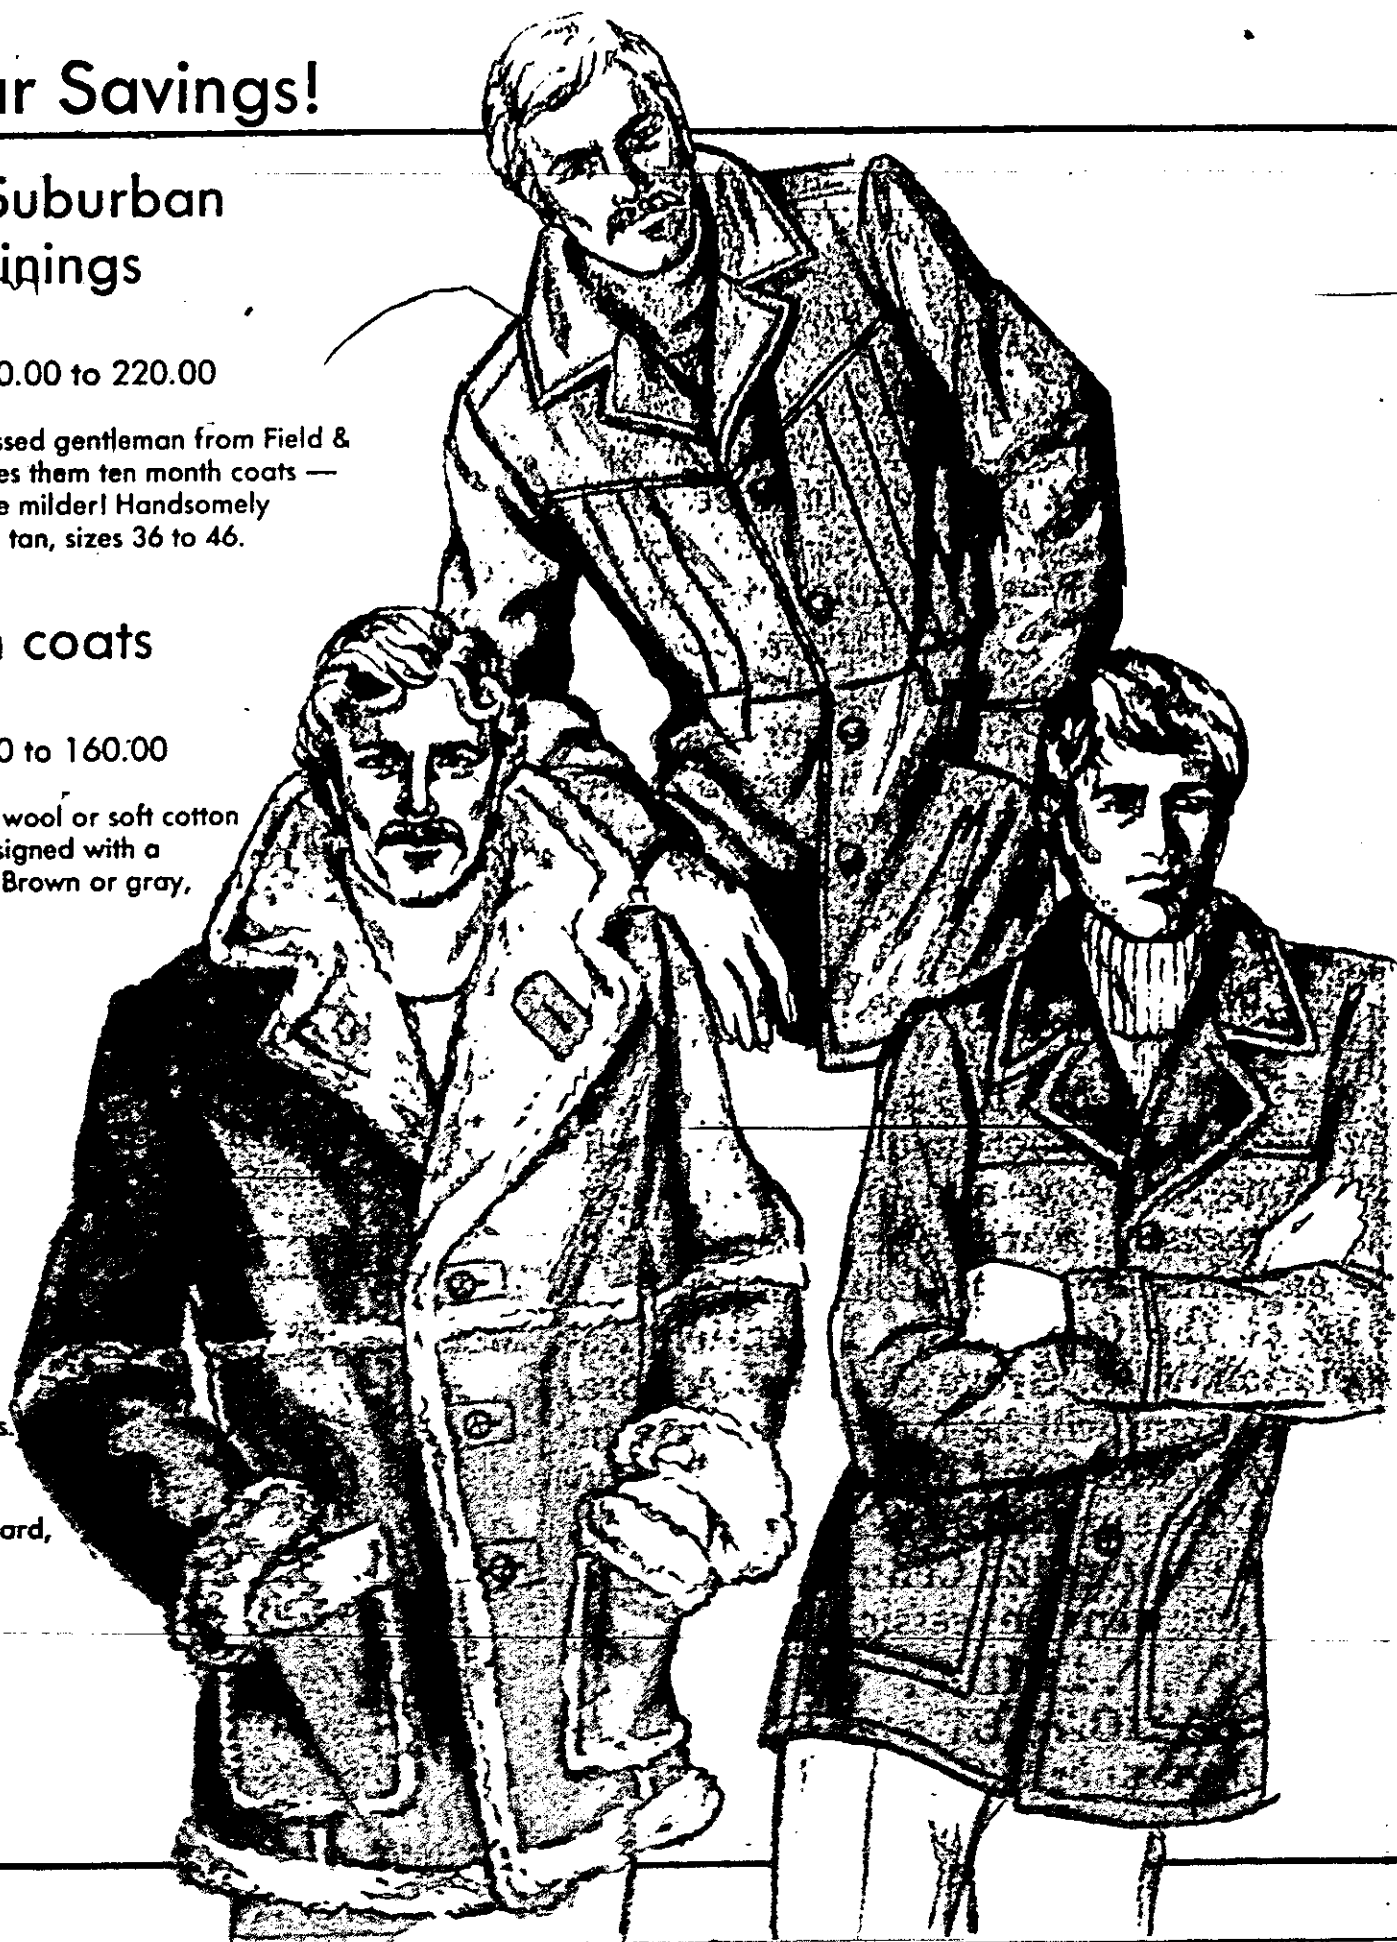 r Savings!
Suburban
inings
0.00 to 220.00
ssed gentleman from Field &
es them ten month coats —
e milder! Handsomely
tan, sizes 36 to 46.
coats
0 to 160.00
wool or soft cotton
signed with a
Brown or gray,
s.
ard,